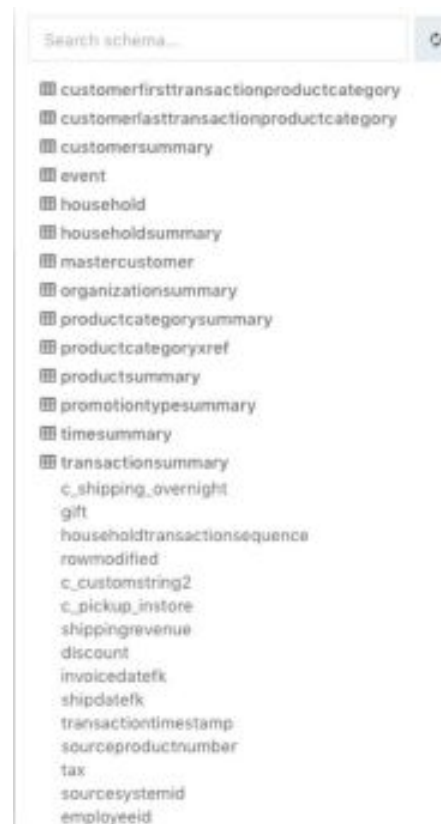 Search schema...
customerfirsttransactionproductcategory
customerlasttransactionproductcategory
customersummary
event
household
householdsummary
mastercustomer
organizationsummary
productcategorysummary
productcategoryxref
productsummary
promotiontypesummary
timesummary
transactionsummary
c_shipping_overnight
gift
householdtransactionsequence
rowmodified
c_customstring2
c_pickup_instore
shippingrevenue
discount
invoicedatefk
shipdatefk
transactiontimestamp
sourceproductnumber
tax
sourcesystemid
employeeid